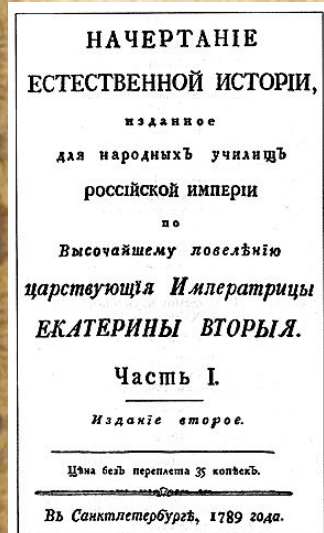 НАЧЕРТАНІЕ
ЕСТЕСТВЕННОЙ ИСТОРІИ,
изданное
для народныхъ училищъ
РОССІЙСКОЙ ИМПЕРІИ
по
Высочайшему повелѣнію
царствующія Императрицы
ЕКАТЕРИНЫ ВТОРЫЯ.
Часть I.
Изданіе второе.
Цѣна безъ переплета 35 копѣекъ.
Въ Санктпетербургѣ, 1789 года.